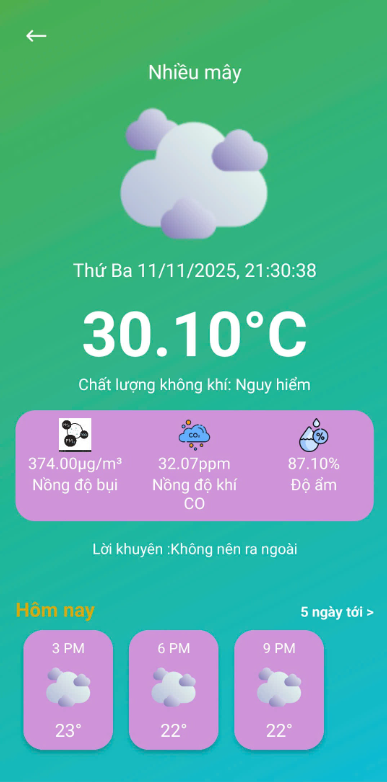 Nhiều mây
Thứ Ba 11/11/2025, 21:30:38
30.10°C
Chất lượng không khí: Nguy hiểm
374.00µg/m³ 32.07ppm 87.10%
Nồng độ bụi Nồng độ khí Độ ẩm
CO
Lời khuyên :Không nên ra ngoài
Hôm nay 5 ngày tới >
3 PM 6 PM 9 PM
23° 22° 22°